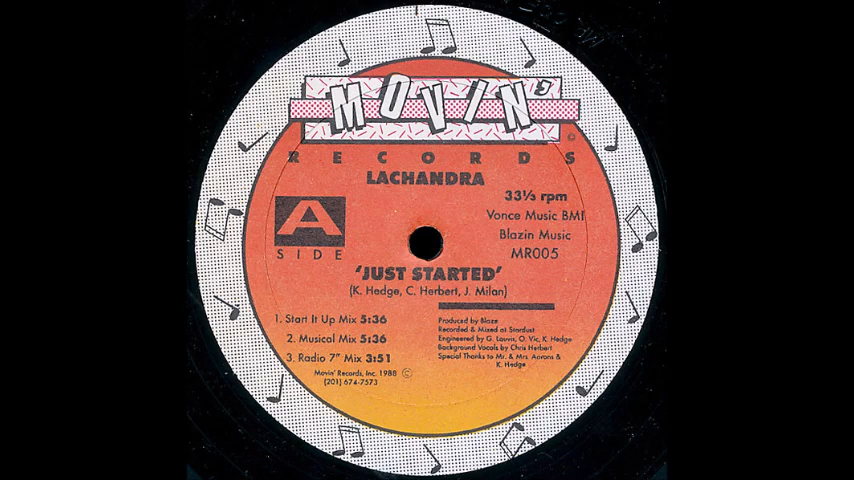 MOVIN'
RECORDS
LACHANDRA
33⅓ rpm
Vonce Music BMI
Blazin Music
MR005
A
SIDE
'JUST STARTED'
(K. Hedge, C. Herbert, J. Milan)
1. Start It Up Mix 5:36
2. Musical Mix 5:36
3. Radio 7" Mix 3:51
Movin' Records, Inc. 1988 ©
(201) 674-7573
Produced by Blaze
Recorded & Mixed at Stardust
Engineered by G. Lauvis, O. Vic, K. Hedge
Background Vocals by Chris Herbert
Special Thanks to Mr. & Mrs. Aarons &
K. Hedge